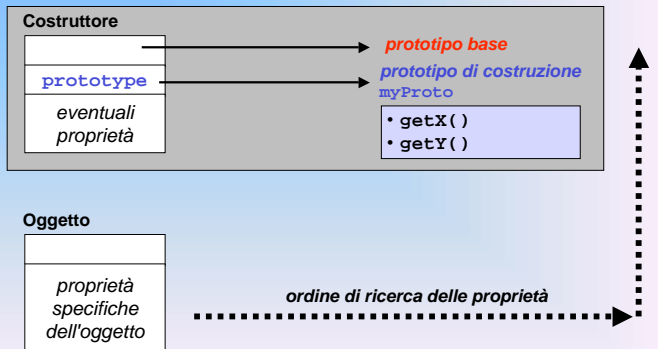 Costruttore
prototipo base
prototype
prototipo di costruzione
myProto
eventuali
proprietà
• getX()
• getY()
Oggetto
proprietà
specifiche
dell'oggetto
ordine di ricerca delle proprietà